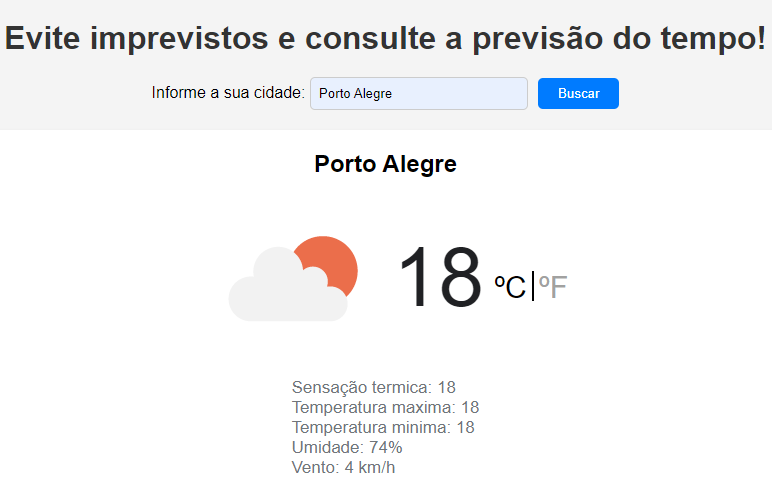 Evite imprevistos e consulte a previsão do tempo!
Informe a sua cidade: Porto Alegre Buscar
Porto Alegre
18 ºC|ºF
Sensação termica: 18
Temperatura maxima: 18
Temperatura minima: 18
Umidade: 74%
Vento: 4 km/h